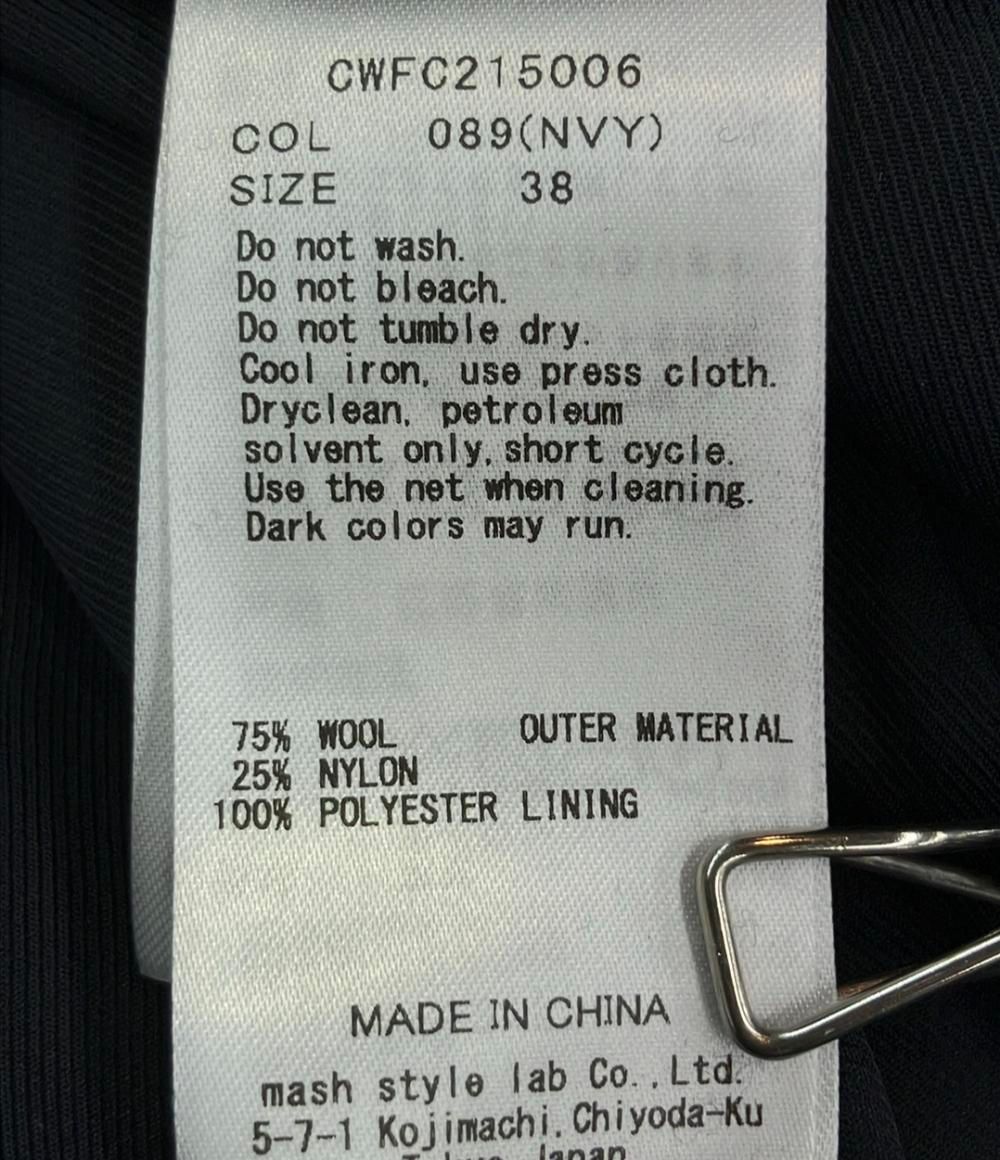 CWFC215006
COL 089(NVY)
SIZE 38
Do not wash.
Do not bleach.
Do not tumble dry.
Cool iron, use press cloth.
Dryclean, petroleum
solvent only, short cycle.
Use the net when cleaning.
Dark colors may run.
75% WOOL OUTER MATERIAL
25% NYLON
100% POLYESTER LINING
MADE IN CHINA
mash style lab Co.,Ltd.
5-7-1 Kojimachi, Chiyoda-Ku
Tokyo Japan